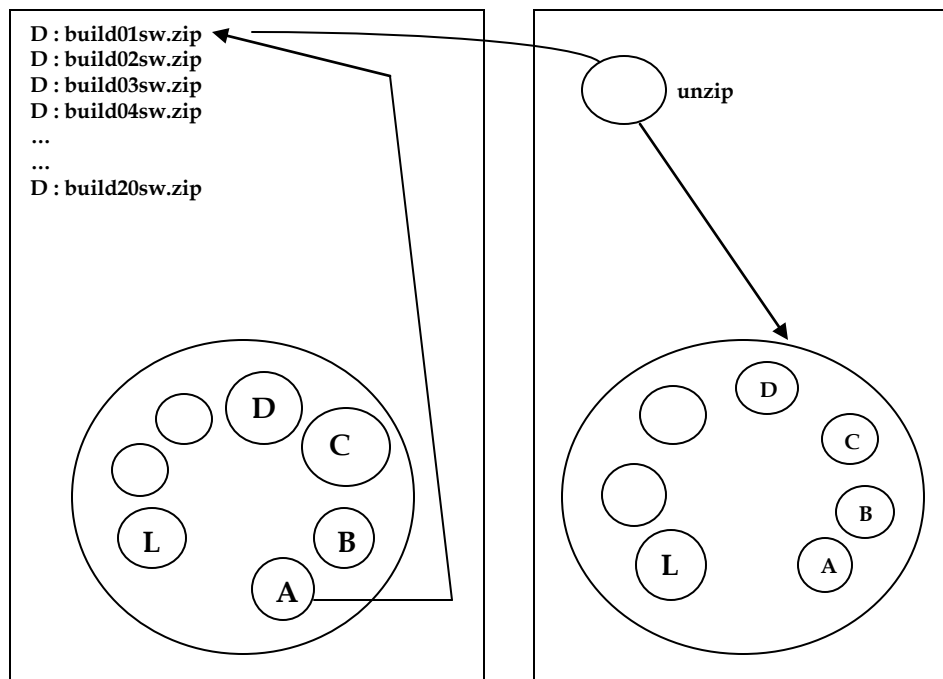 D : build01sw.zip
D : build02sw.zip
D : build03sw.zip
D : build04sw.zip
...
...
D : build20sw.zip
unzip
D
C
L
B
A
D
C
B
A
L